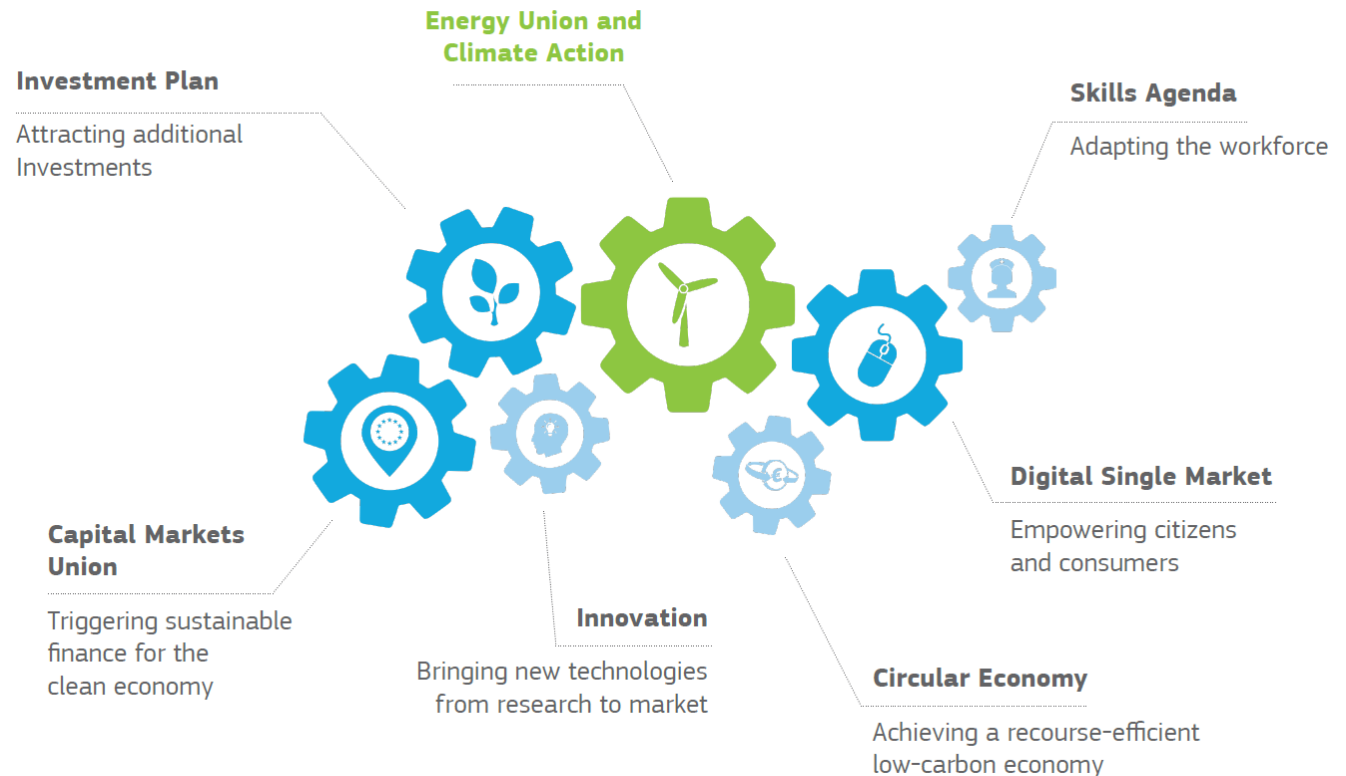 Energy Union and
Climate Action
Investment Plan
Attracting additional
Investments
Skills Agenda
Adapting the workforce
Capital Markets
Union
Triggering sustainable
finance for the
clean economy
Innovation
Bringing new technologies
from research to market
Digital Single Market
Empowering citizens
and consumers
Circular Economy
Achieving a recourse-efficient
low-carbon economy
€